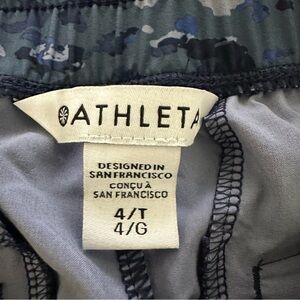 ATHLETA
DESIGNED IN
SAN FRANCISCO
CONÇU À
SAN FRANCISCO
4/T
4/G